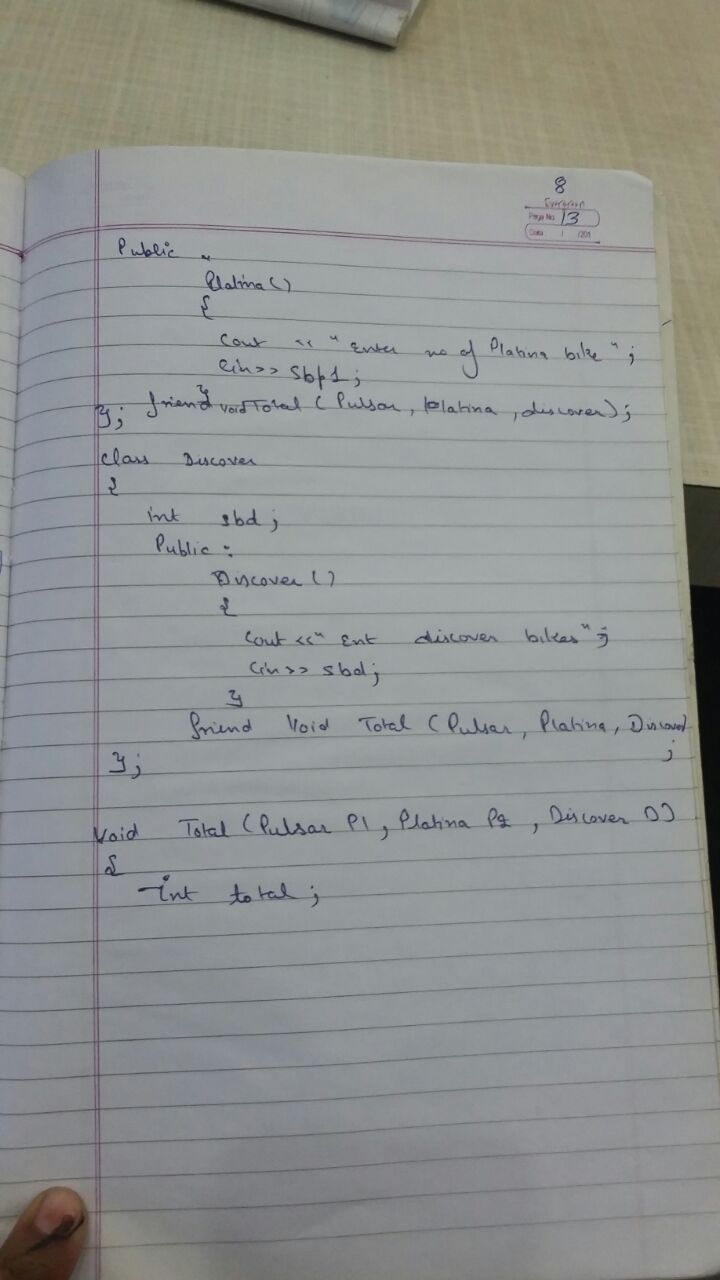 8
Evergreen
Page No. 13
Date / /201
Public :
Platina ()
{
Cout << " Enter no of Platina bike " ;
Cin >> Sbp1 ;
}
friend void Total ( Pulsar, Platina , discover) ;
} ;
class Discover
{
int sbd ;
Public :
Discover ()
{
Cout << " Ent discover bikes " ;
Cin >> sbd ;
}
friend Void Total ( Pulsar, Platina, Discover)
;
} ;
Void Total (Pulsar P1 , Platina P2 , Discover D)
{
int total ;